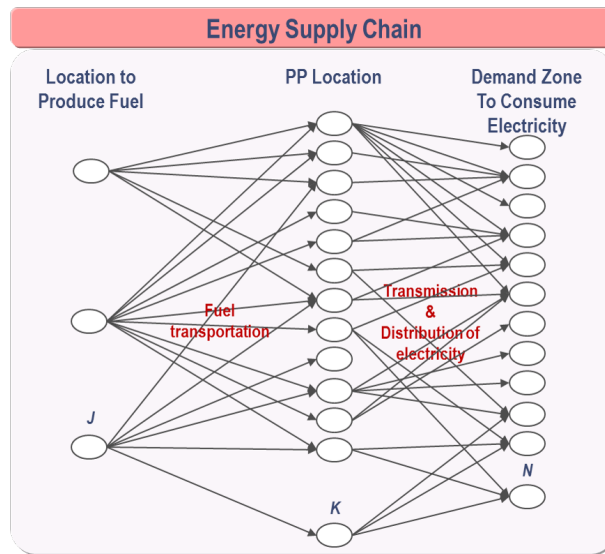 Energy Supply Chain
Location to
Produce Fuel
PP Location
Demand Zone
To Consume
Electricity
Fuel
transportation
Transmission
&
Distribution of
electricity
J
K
N